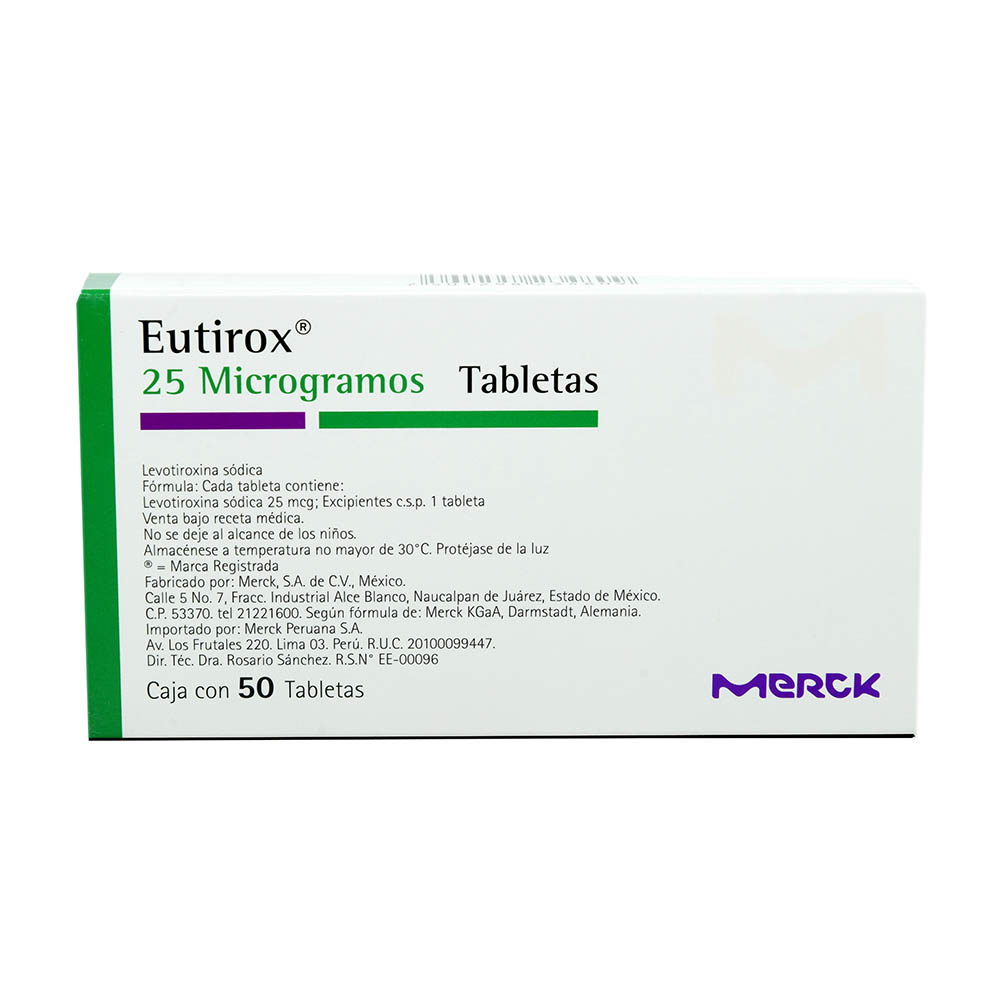 Eutirox®
25 Microgramos Tabletas
Levotiroxina sódica
Fórmula: Cada tableta contiene:
Levotiroxina sódica 25 mcg; Excipientes c.s.p. 1 tableta
Venta bajo receta médica.
No se deje al alcance de los niños.
Almacénese a temperatura no mayor de 30°C. Protéjase de la luz
® = Marca Registrada
Fabricado por: Merck, S.A. de C.V., México.
Calle 5 No. 7, Fracc. Industrial Alce Blanco, Naucalpan de Juárez, Estado de México.
C.P. 53370. tel 21221600. Según fórmula de: Merck KGaA, Darmstadt, Alemania.
Importado por: Merck Peruana S.A.
Av. Los Frutales 220. Lima 03. Perú. R.U.C. 20100099447.
Dir. Téc. Dra. Rosario Sánchez. R.S.N° EE-00096
Caja con 50 Tabletas
MERCK